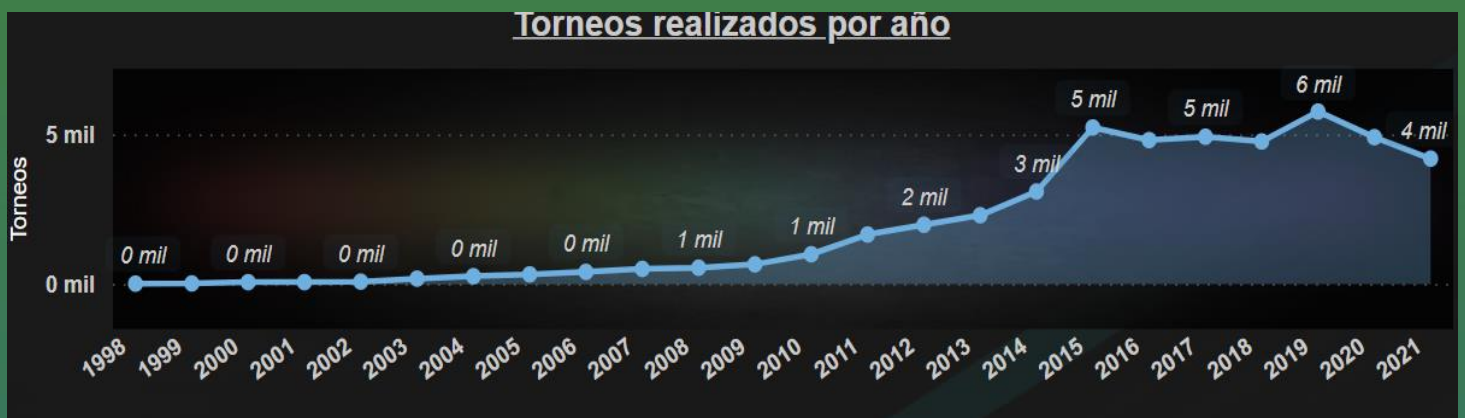 Torneos realizados por año
Torneos
5 mil
0 mil
0 mil
0 mil
0 mil
0 mil
0 mil
1 mil
1 mil
2 mil
3 mil
5 mil
5 mil
6 mil
4 mil
1998
1999
2000
2001
2002
2003
2004
2005
2006
2007
2008
2009
2010
2011
2012
2013
2014
2015
2016
2017
2018
2019
2020
2021